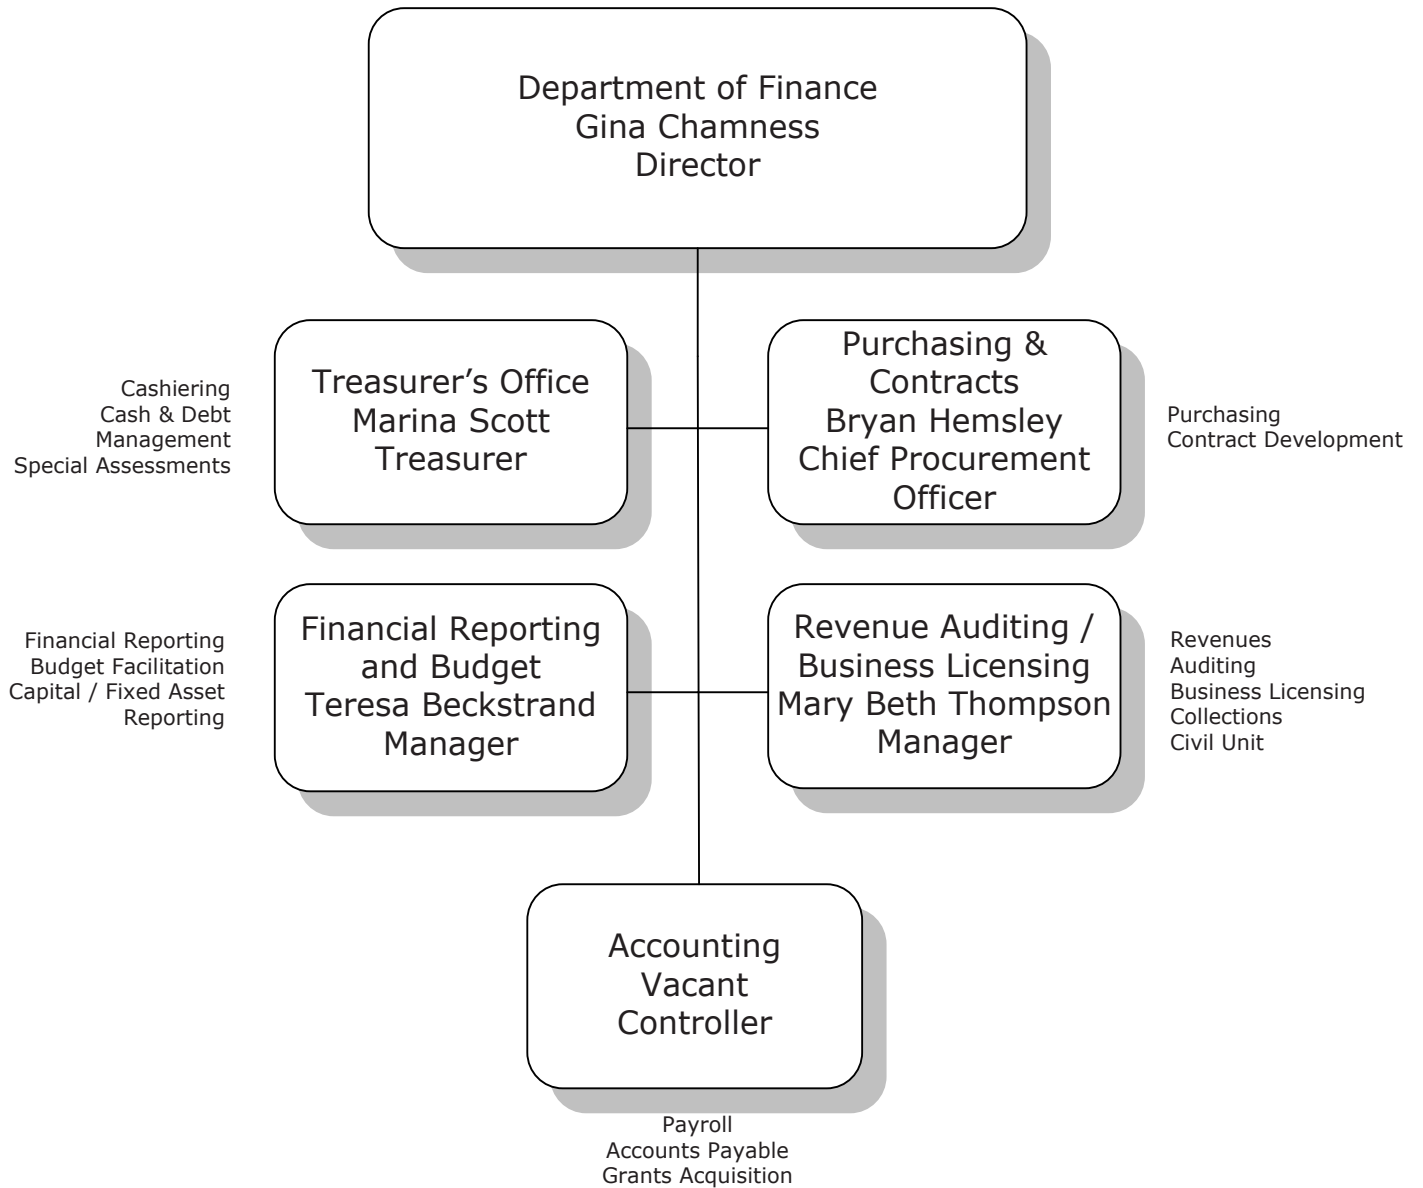 Department of Finance
Gina Chamness
Director
Cashiering
Cash & Debt
Management
Special Assessments
Treasurer’s Office
Marina Scott
Treasurer
Purchasing &
Contracts
Bryan Hemsley
Chief Procurement
Officer
Purchasing
Contract Development
Financial Reporting
Budget Facilitation
Capital / Fixed Asset
Reporting
Financial Reporting
and Budget
Teresa Beckstrand
Manager
Revenue Auditing /
Business Licensing
Mary Beth Thompson
Manager
Revenues
Auditing
Business Licensing
Collections
Civil Unit
Accounting
Vacant
Controller
Payroll
Accounts Payable
Grants Acquisition